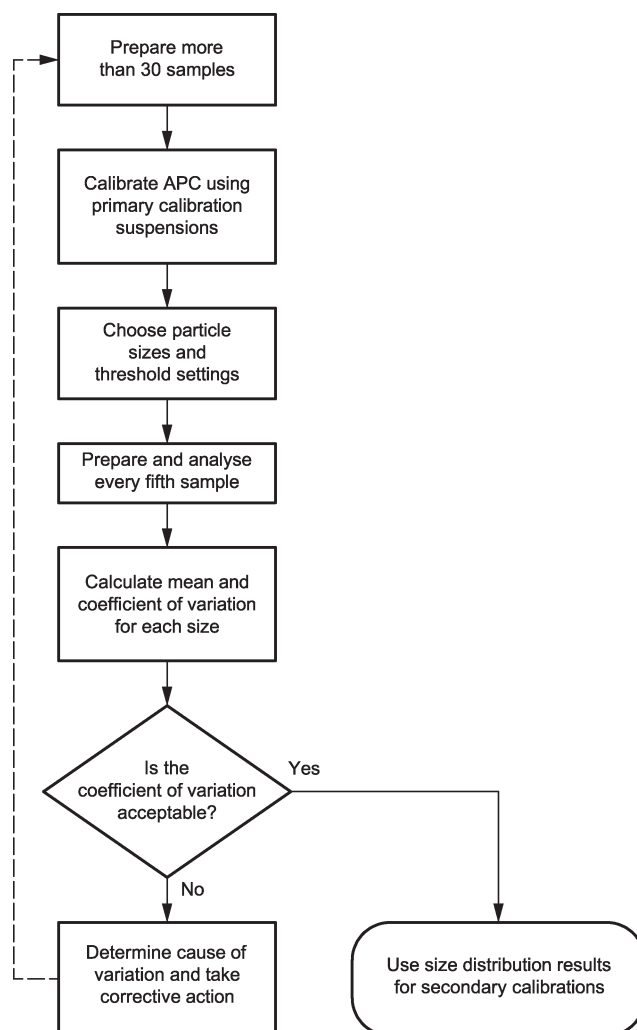 Prepare more
than 30 samples
Calibrate APC using
primary calibration
suspensions
Choose particle
sizes and
threshold settings
Prepare and analyse
every fifth sample
Calculate mean and
coefficient of variation
for each size
Is the
coefficient of variation
acceptable?
Yes
No
Determine cause of
variation and take
corrective action
Use size distribution results
for secondary calibrations